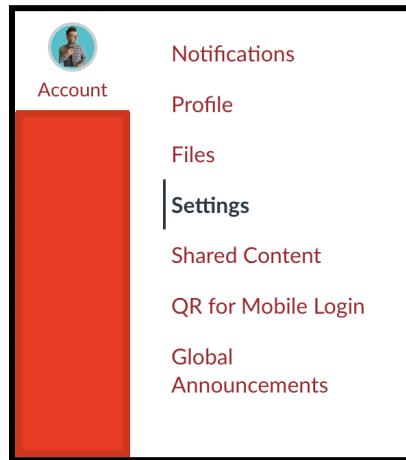 Account
Notifications
Profile
Files
Settings
Shared Content
QR for Mobile Login
Global
Announcements